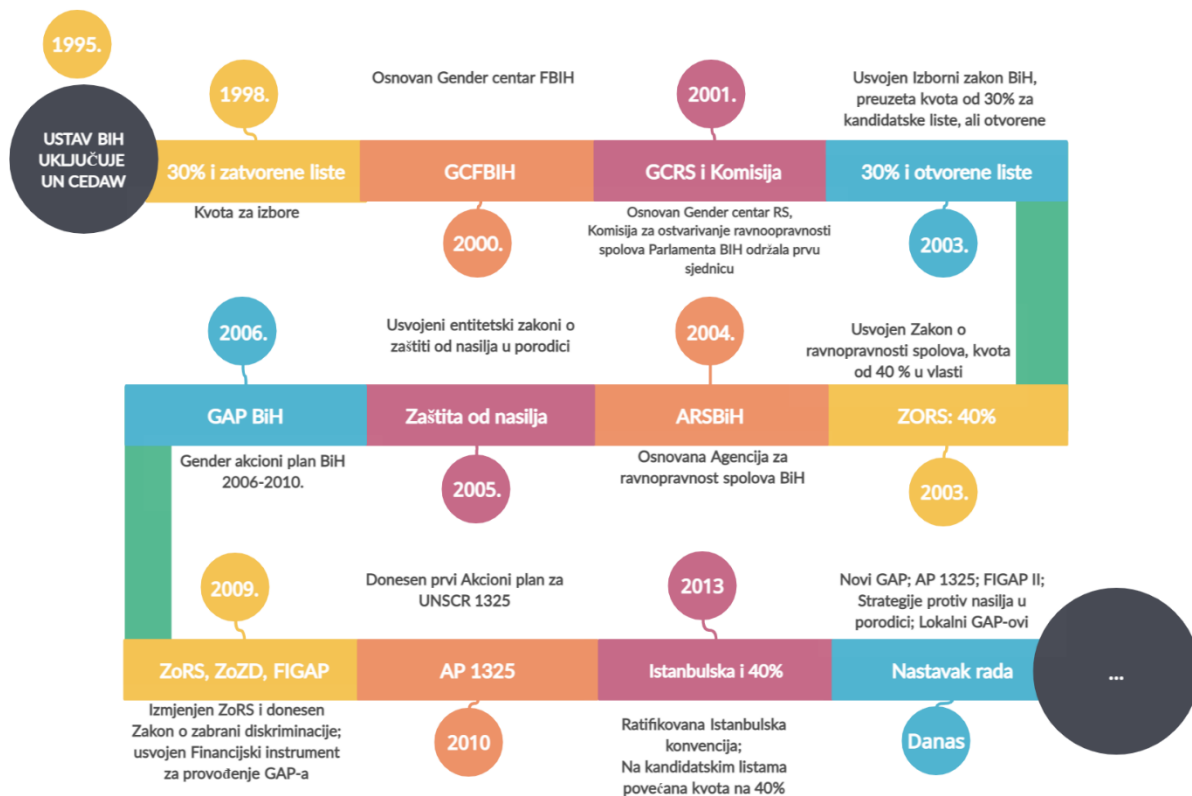 1995.
USTAV BIH
UKLJUČUJE
UN CEDAW
1998.
30% i zatvorene liste
Kvota za izbore
Osnovan Gender centar FBIH
GCFBIH
2000.
2001.
GCRS i Komisija
Osnovan Gender centar RS,
Komisija za ostvarivanje ravnoopravnosti
spolova Parlamenta BIH održala prvu
sjednicu
Usvojen Izborni zakon BiH,
preuzeta kvota od 30% za
kandidatske liste, ali otvorene
30% i otvorene liste
2003.
Usvojen Zakon o
ravnopravnosti spolova, kvota
od 40 % u vlasti
ZORS: 40%
2003.
2004.
ARSBiH
Osnovana Agencija za
ravnopravnost spolova BiH
Usvojeni entitetski zakoni o
zaštiti od nasilja u porodici
Zaštita od nasilja
2005.
2006.
GAP BiH
Gender akcioni plan BiH
2006-2010.
2009.
ZoRS, ZoZD, FIGAP
Izmjenjen ZoRS i donesen
Zakon o zabrani diskriminacije;
usvojen Financijski instrument
za provođenje GAP-a
Donesen prvi Akcioni plan za
UNSCR 1325
AP 1325
2010
2013
Istanbulska i 40%
Ratifikovana Istanbulska
konvencija;
Na kandidatskim listama
povećana kvota na 40%
Novi GAP; AP 1325; FIGAP II;
Strategije protiv nasilja u
porodici; Lokalni GAP-ovi
Nastavak rada
Danas
...